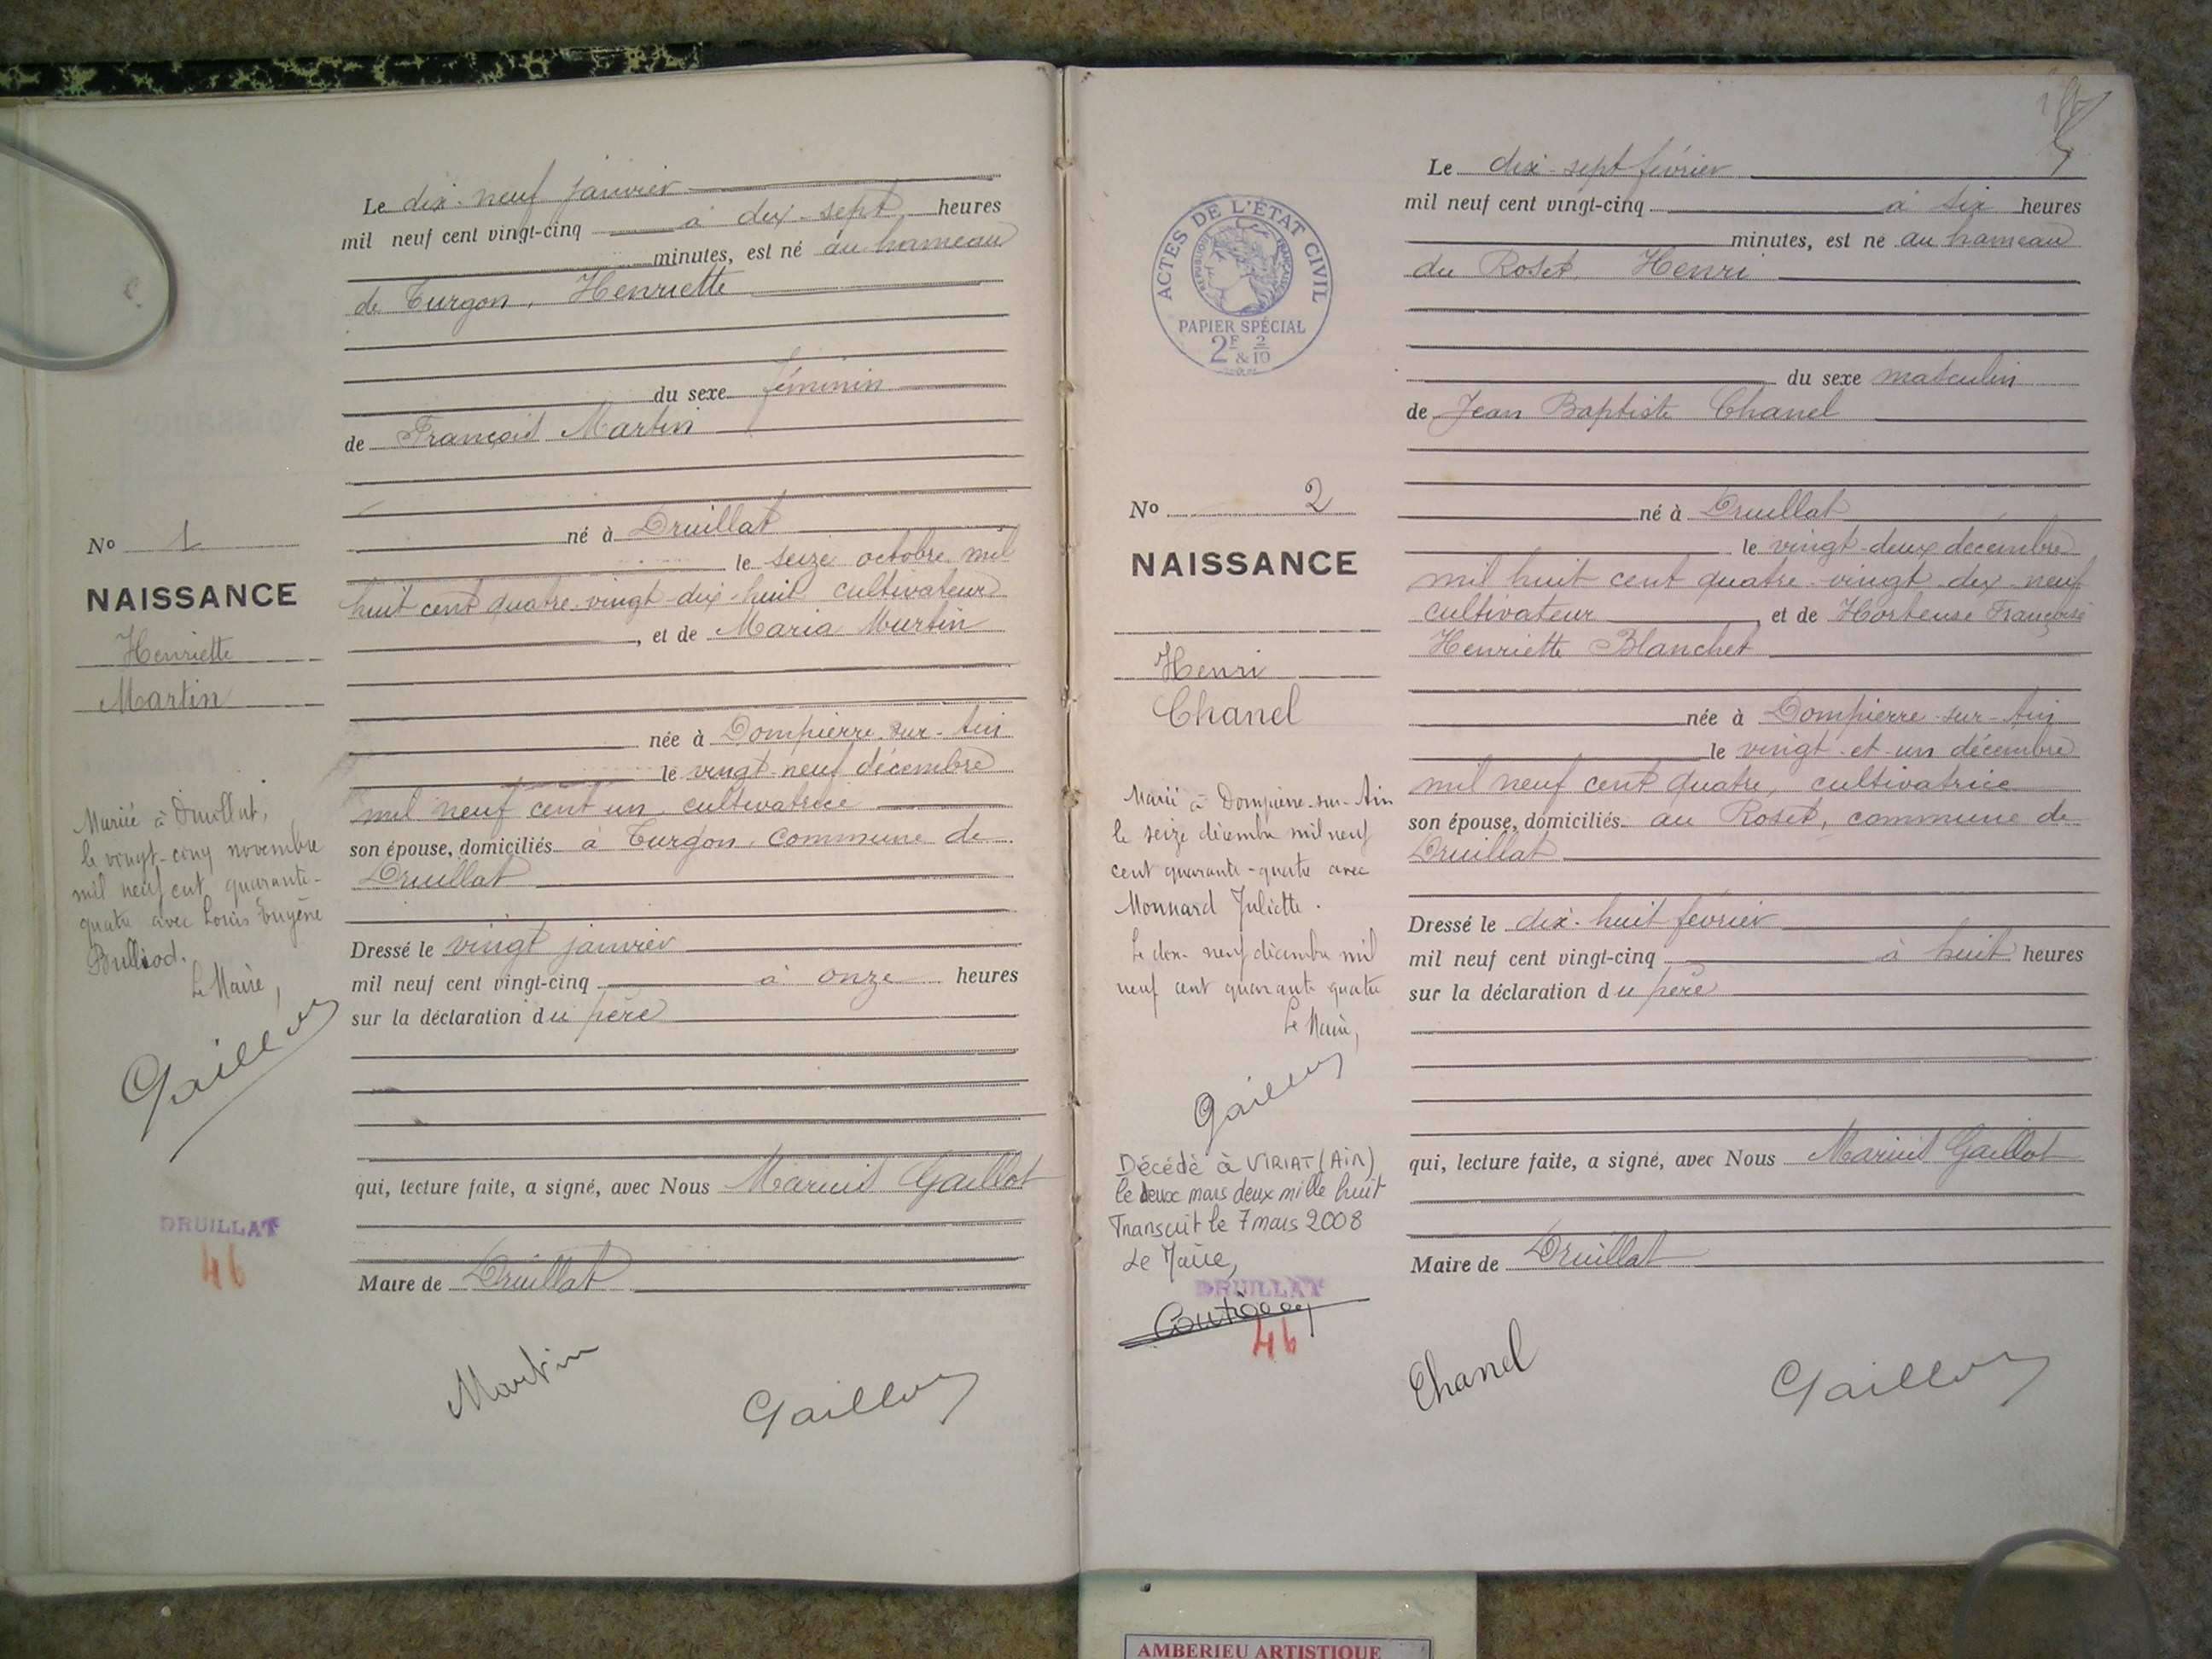 Le dix-neuf janvier
mil neuf cent vingt-cinq à dix-sept heures
minutes, est né au hameau
de Turgon, Henriette
du sexe féminin
de François Martin
né à Druillat
le seize octobre mil
huit cent quatre-vingt-dix-huit cultivateur
, et de Maria Murtin
née à Dompierre-sur-Ain
le vingt-neuf décembre
mil neuf cent un, cultivatrice
son épouse, domiciliés à Turgon, commune de
Druillat
Dressé le vingt janvier
mil neuf cent vingt-cinq à onze heures
sur la déclaration du père
qui, lecture faite, a signé, avec Nous Marius Gaillot
Maire de Druillat
Martin
No 1
NAISSANCE
Henriette
Martin
Mariée à Druillat,
le vingt-cinq novembre
mil neuf cent quarante-
quatre avec Louis Eugène
Bulliod.
Le Maire,
DRUILLAT
46
Le dix-sept février
mil neuf cent vingt-cinq à six heures
minutes, est né au hameau
du Roset, Henri
du sexe masculin
de Jean Baptiste Chanel
né à Druillat
le vingt-deux décembre
mil huit cent quatre-vingt-dix-neuf
cultivateur, et de Hortense Françoise
Henriette Blanchet
née à Dompierre-sur-Ain
le vingt-et-un décembre
mil neuf cent quatre, cultivatrice
son épouse, domiciliés au Roset, commune de
Druillat
Dressé le dix-huit février
mil neuf cent vingt-cinq à huit heures
sur la déclaration du père
qui, lecture faite, a signé, avec Nous Marius Gaillot
Maire de Druillat
Chanel
ACTES DE L'ÉTAT CIVIL
RÉPUBLIQUE FRANÇAISE
PAPIER SPÉCIAL
2F & 2/10
No 2
NAISSANCE
Henri
Chanel
Marié à Dompierre-sur-Ain
le seize décembre mil neuf
cent quarante-quatre avec
Monnard Juliette.
Le dix-neuf décembre mil
neuf cent quarante quatre
Le Maire,
Décédé à VIRIAT (Ain)
le deux mars deux mille huit
Transcrit le 7 mars 2008
Le Maire,
DRUILLAT
46
AMBERIEU ARTISTIQUE